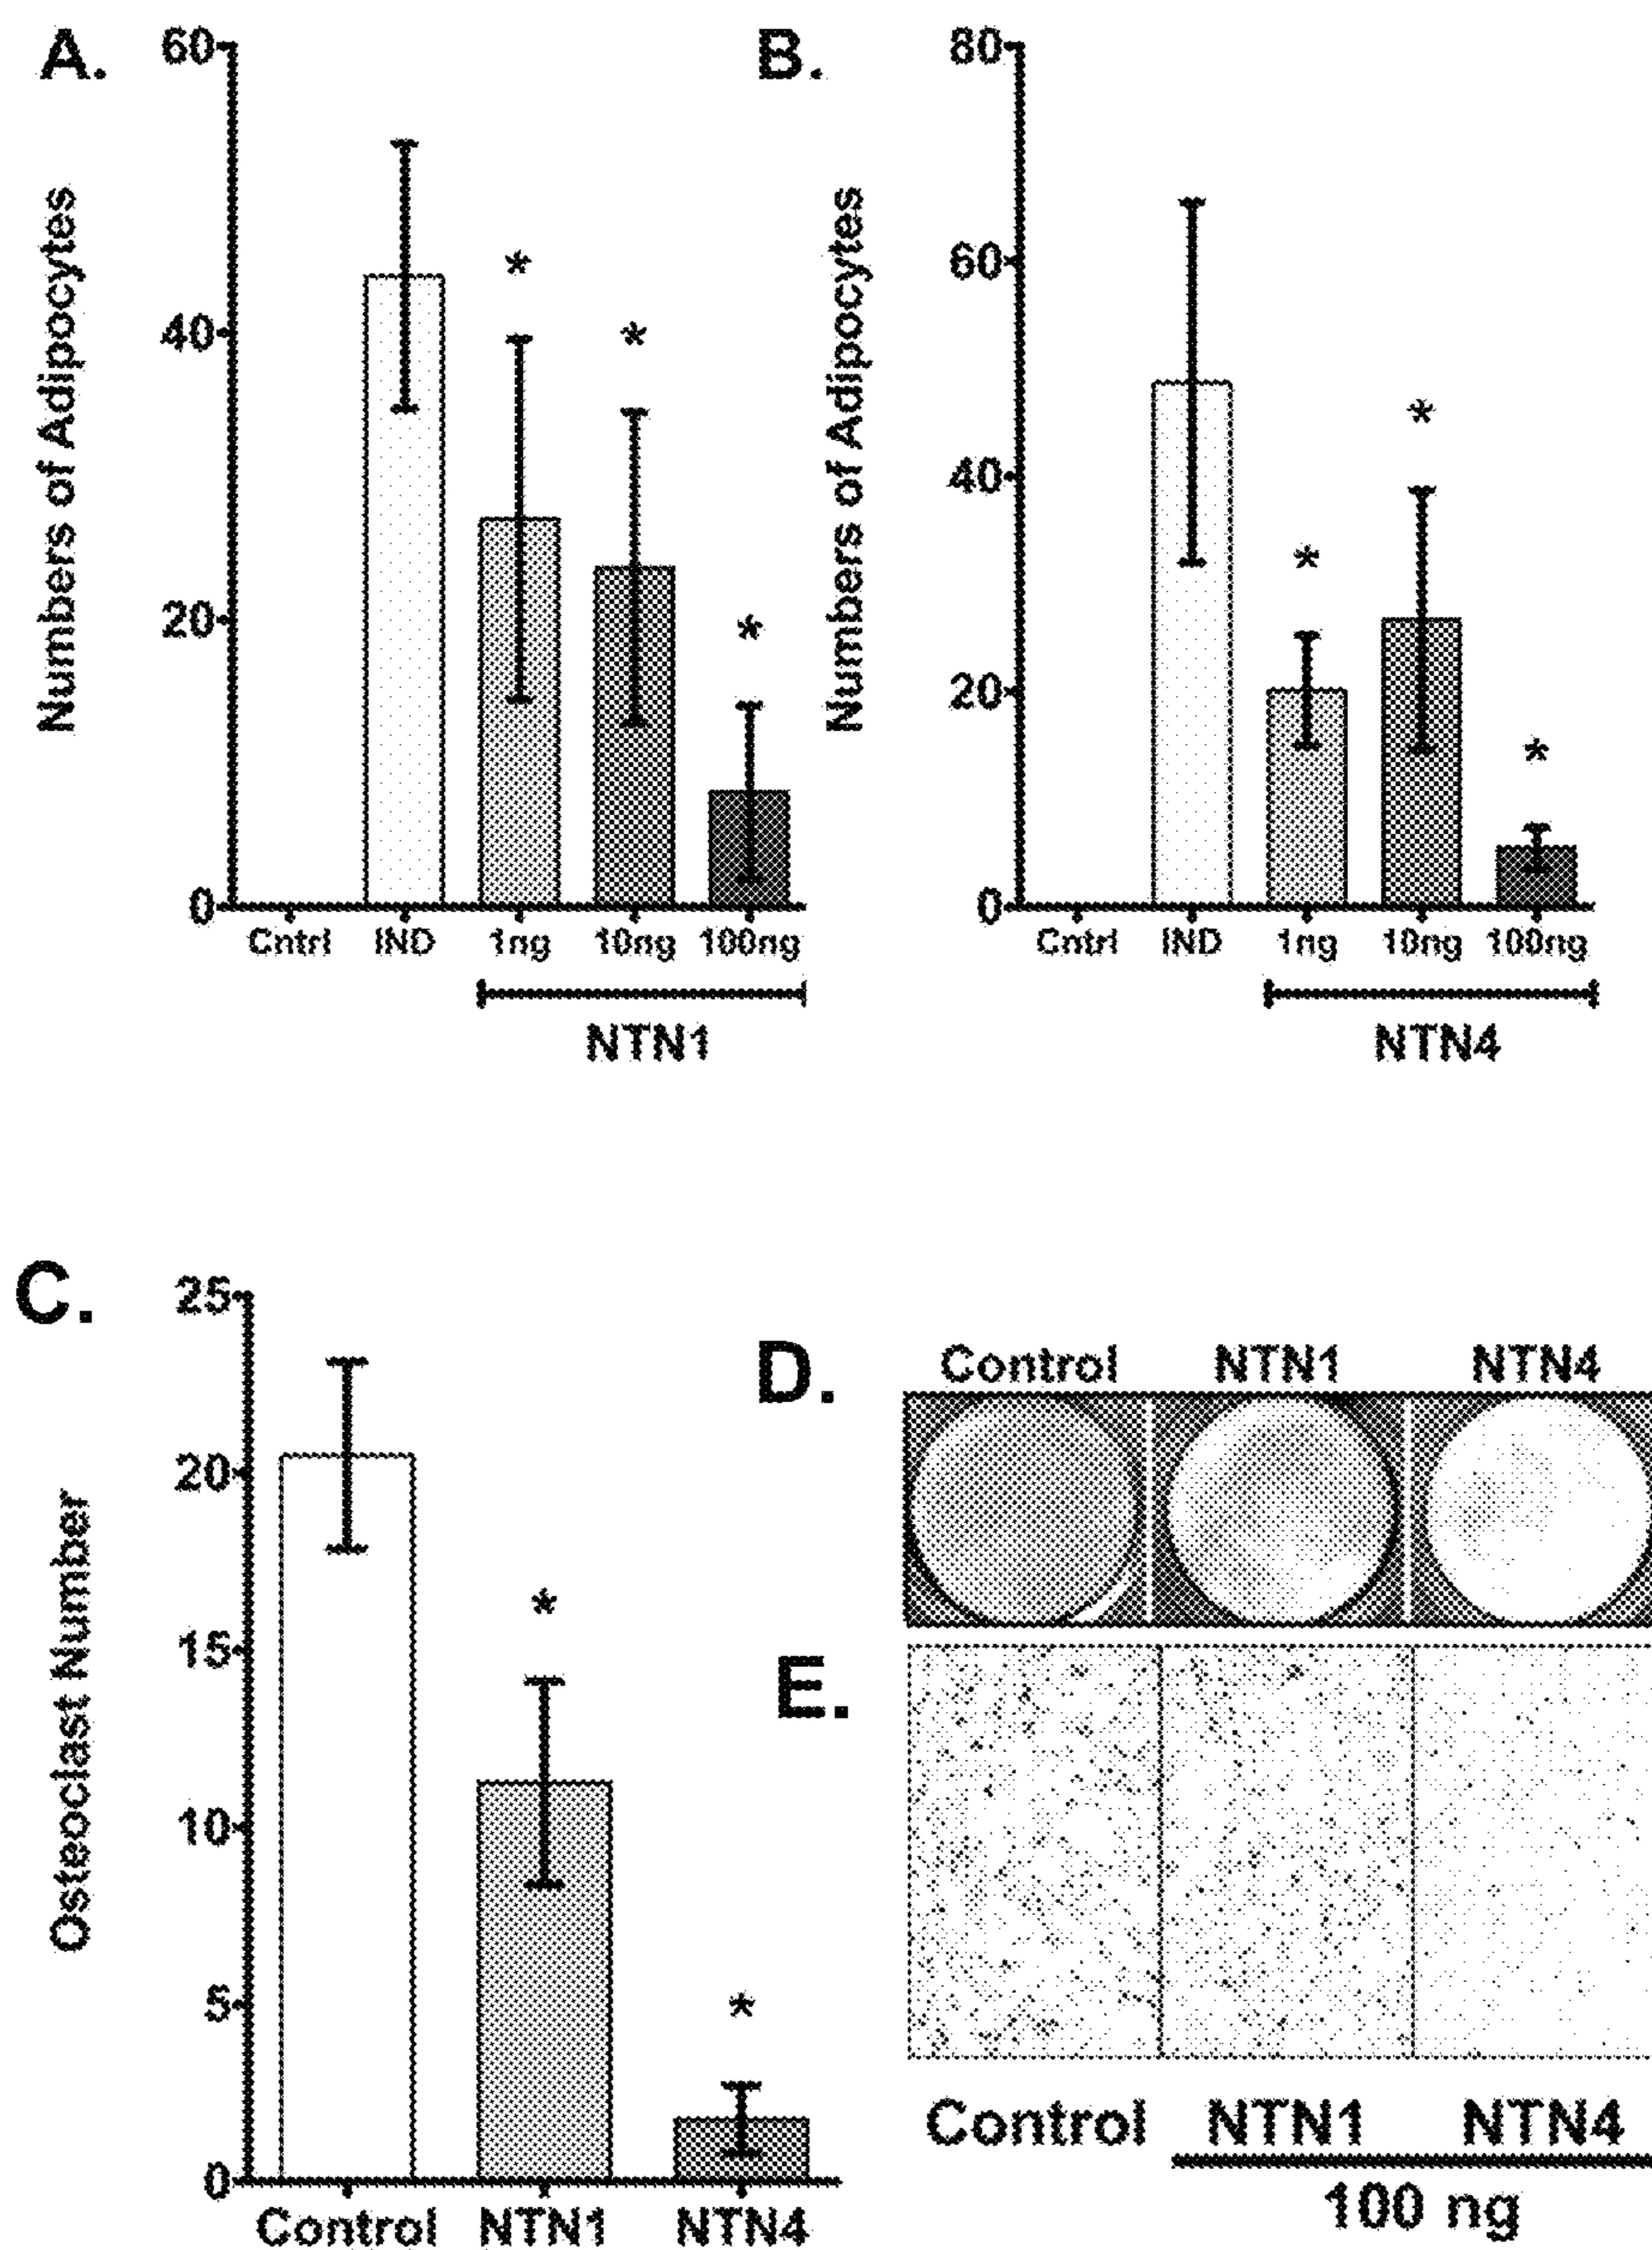 A.
Numbers of Adipocytes
60
40
20
0
Cntrl IND 1ng 10ng 100ng
NTN1
* * *
B.
Numbers of Adipocytes
80
60
40
20
0
Cntrl IND 1ng 10ng 100ng
NTN4
* * *
C.
Osteoclast Number
25
20
15
10
5
0
Control NTN1 NTN4
* *
D.
Control NTN1 NTN4
E.
Control NTN1 NTN4
100 ng